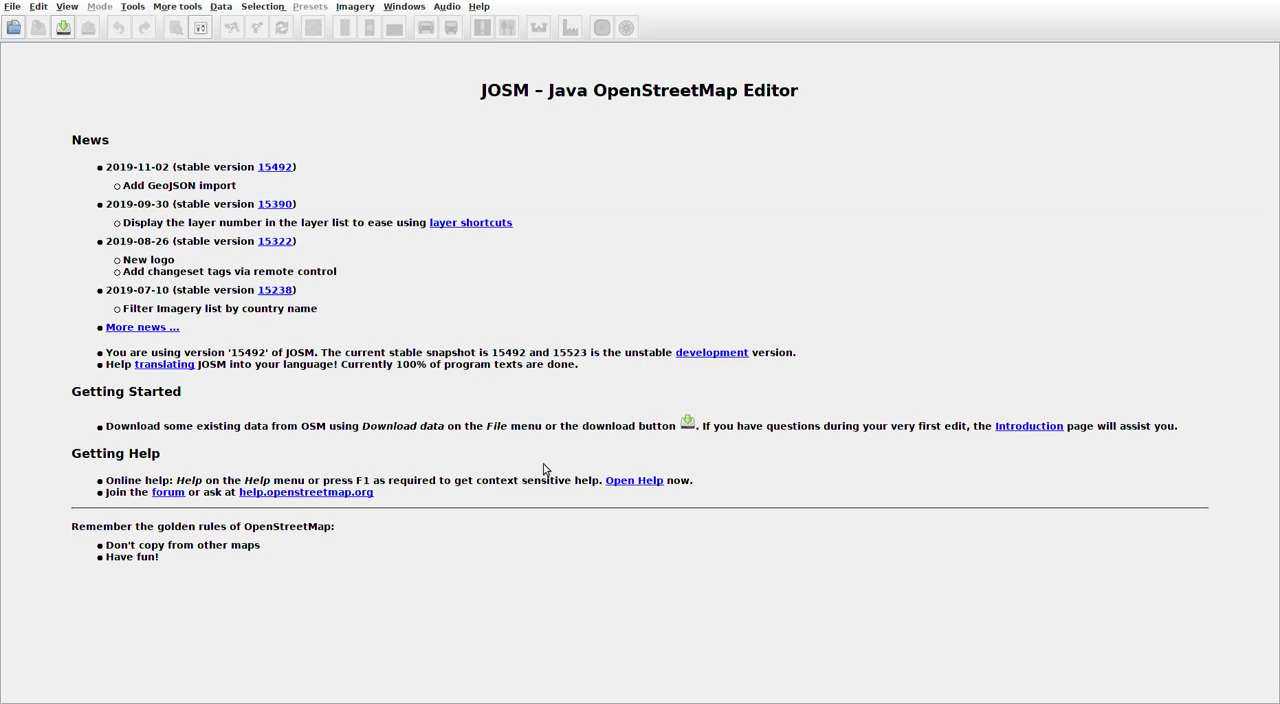 File Edit View Mode Tools More tools Data Selection Presets Imagery Windows Audio Help
JOSM – Java OpenStreetMap Editor
News
2019-11-02 (stable version 15492)
Add GeoJSON import
2019-09-30 (stable version 15390)
Display the layer number in the layer list to ease using layer shortcuts
2019-08-26 (stable version 15322)
New logo
Add changeset tags via remote control
2019-07-10 (stable version 15238)
Filter Imagery list by country name
More news ...
You are using version '15492' of JOSM. The current stable snapshot is 15492 and 15523 is the unstable development version.
Help translating JOSM into your language! Currently 100% of program texts are done.
Getting Started
Download some existing data from OSM using Download data on the File menu or the download button . If you have questions during your very first edit, the Introduction page will assist you.
Getting Help
Online help: Help on the Help menu or press F1 as required to get context sensitive help. Open Help now.
Join the forum or ask at help.openstreetmap.org
Remember the golden rules of OpenStreetMap:
Don't copy from other maps
Have fun!